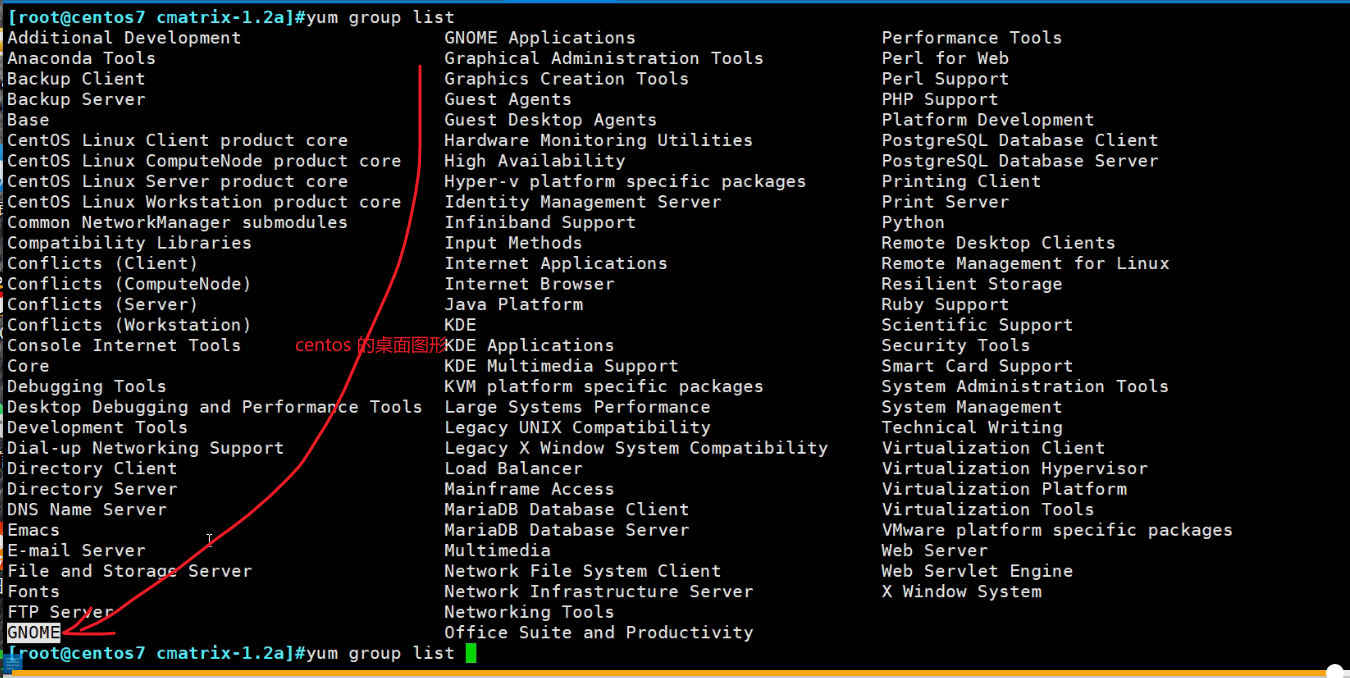 [root@centos7 cmatrix-1.2a]#yum group list
Additional Development GNOME Applications Performance Tools
Anaconda Tools Graphical Administration Tools Perl for Web
Backup Client Graphics Creation Tools Perl Support
Backup Server Guest Agents PHP Support
Base Guest Desktop Agents Platform Development
CentOS Linux Client product core Hardware Monitoring Utilities PostgreSQL Database Client
CentOS Linux ComputeNode product core High Availability PostgreSQL Database Server
CentOS Linux Server product core Hyper-v platform specific packages Printing Client
CentOS Linux Workstation product core Identity Management Server Print Server
Common NetworkManager submodules Infiniband Support Python
Compatibility Libraries Input Methods Remote Desktop Clients
Conflicts (Client) Internet Applications Remote Management for Linux
Conflicts (ComputeNode) Internet Browser Resilient Storage
Conflicts (Server) Java Platform Ruby Support
Conflicts (Workstation) KDE Scientific Support
Console Internet Tools centos 的桌面图形 KDE Applications Security Tools
Core KDE Multimedia Support Smart Card Support
Debugging Tools KVM platform specific packages System Administration Tools
Desktop Debugging and Performance Tools Large Systems Performance System Management
Development Tools Legacy UNIX Compatibility Technical Writing
Dial-up Networking Support Legacy X Window System Compatibility Virtualization Client
Directory Client Load Balancer Virtualization Hypervisor
Directory Server Mainframe Access Virtualization Platform
DNS Name Server MariaDB Database Client Virtualization Tools
Emacs MariaDB Database Server VMware platform specific packages
E-mail Server Multimedia Web Server
File and Storage Server Network File System Client Web Servlet Engine
Fonts Network Infrastructure Server X Window System
FTP Server Networking Tools
GNOME Office Suite and Productivity
[root@centos7 cmatrix-1.2a]#yum group list